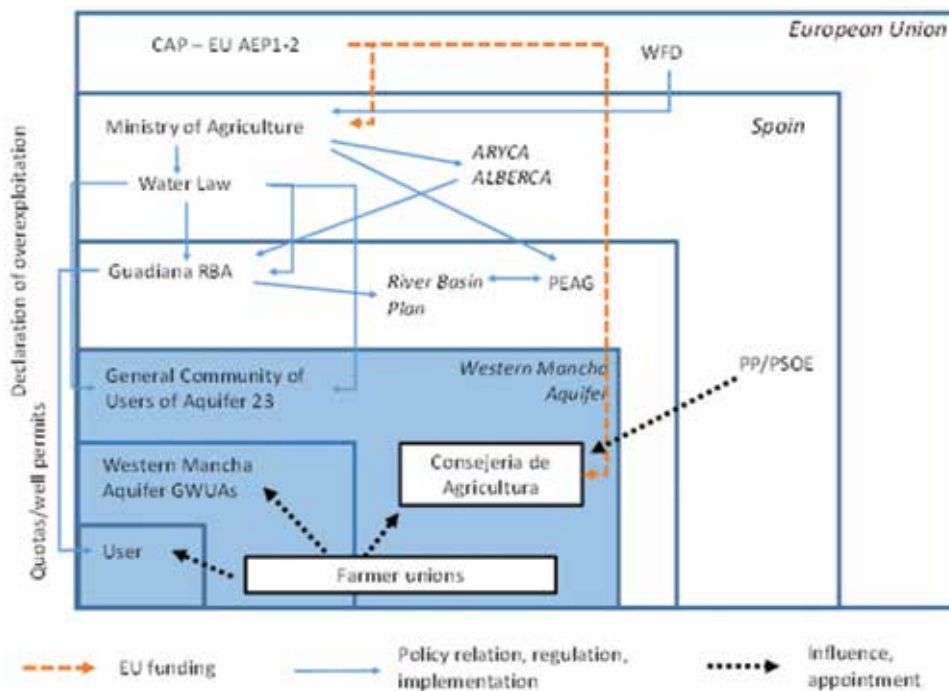 European Union
CAP – EU AEP1-2
WFD
Spain
Ministry of Agriculture
ARYCA
ALBERCA
Water Law
Guadiana RBA
River Basin
Plan
PEAG
Western Mancha
Aquifer
General Community of
Users of Aquifer 23
PP/PSOE
Western Mancha
Aquifer GWUAs
Consejeria de
Agricultura
User
Farmer unions
Declaration of overexploitation
Quotas/well permits
EU funding
Policy relation, regulation,
implementation
Influence,
appointment